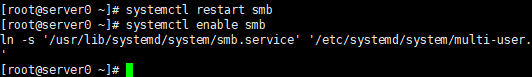 [root@server0 ~]# systemctl restart smb
[root@server0 ~]# systemctl enable smb
ln -s '/usr/lib/systemd/system/smb.service' '/etc/systemd/system/multi-user.
'
[root@server0 ~]#